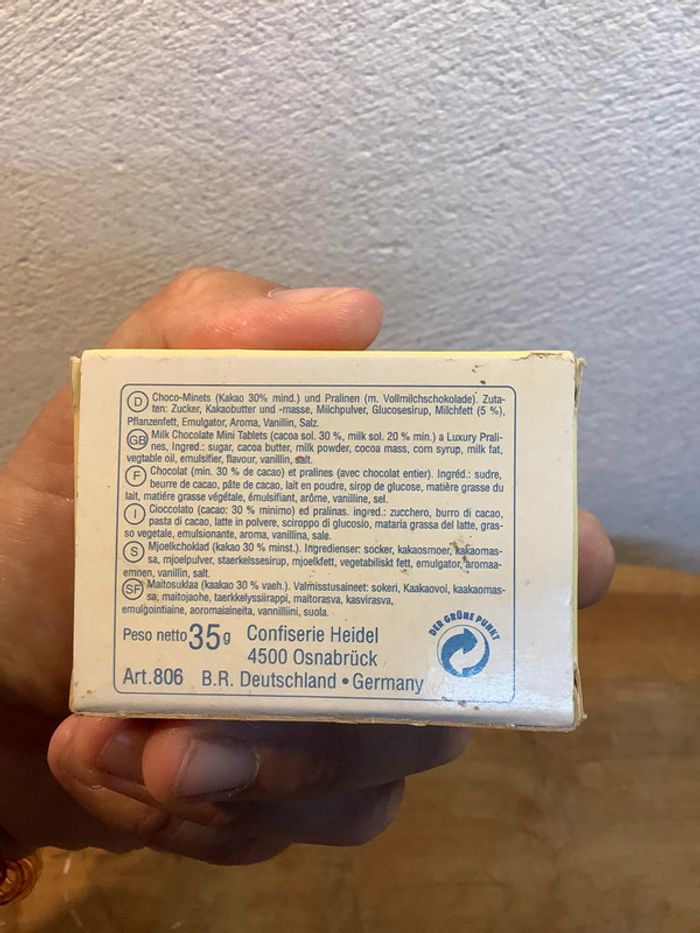 D Choco-Minets (Kakao 30% mind.) und Pralinen (m. Vollmilchschokolade). Zuta-
ten: Zucker, Kakaobutter und -masse, Milchpulver, Glucosesirup, Milchfett (5 %),
Pflanzenfett, Emulgator, Aroma, Vanillin, Salz.
GB Milk Chocolate Mini Tablets (cacoa sol. 30 %, milk sol. 20 % min.) a Luxury Prali-
nes, Ingred.: sugar, cacoa butter, milk powder, cocoa mass, corn syrup, milk fat,
vegtable oil, emulsifier, flavour, vanillin, salt.
F Chocolat (min. 30 % de cacao) et pralines (avec chocolat entier). Ingréd.: sudre,
beurre de cacao, pâte de cacao, lait en poudre, sirop de glucose, matière grasse du
lait, matiére grasse végétale, émulsifiant, arôme, vanilline, sel.
I Cioccolato (cacao: 30 % minimo) ed pralinas. ingred.: zucchero, burro di cacao,
pasta di cacao, latte in polvere, sciroppo di glucosio, mataria grassa del latte, gras-
so vegetale, emulsionante, aroma, vanillina, sale.
S Mjoelkchoklad (kakao 30 % minst.). Ingredienser: socker, kakaosmoer, kakaomas-
sa, mjoelpulver, staerkelssesirup, mjoelkfett, vegetabiliskt fett, emulgator, aromaa-
emnen, vanillin, salt.
SF Maitosuklaa (kaakao 30 % vaeh.). Valmisstusaineet: sokeri, Kaakaovoi, kaakaomas-
sa, maitojaohe, taerkkelyssiirappi, maitorasva, kasvirasva,
emulgointiaine, aoromaiaineita, vannilliini, suola.
Peso netto 35g Confiserie Heidel
4500 Osnabrück
Art.806 B.R. Deutschland • Germany
DER GRÜNE PUNKT